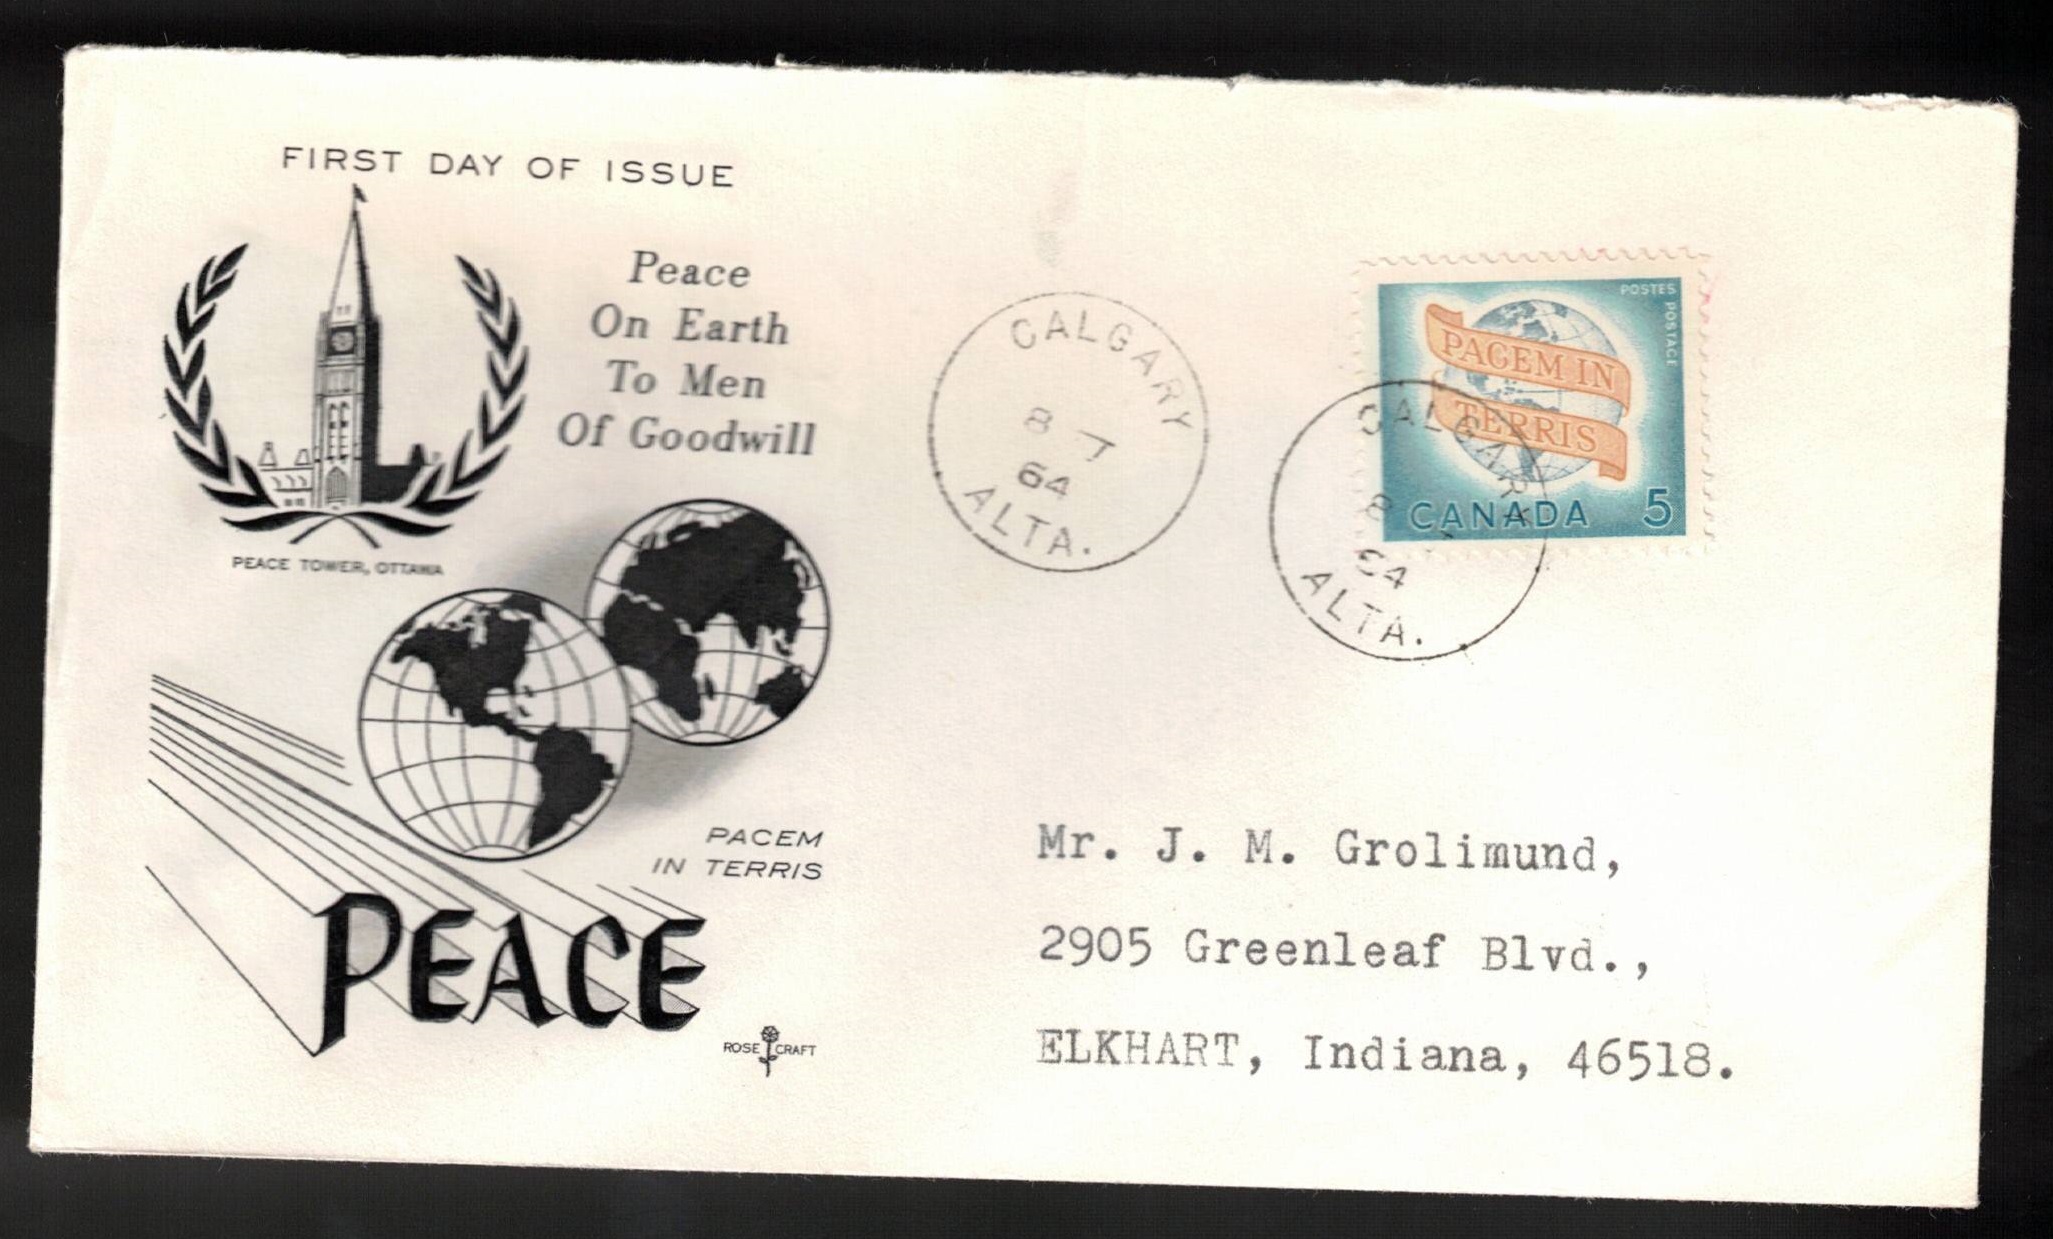 FIRST DAY OF ISSUE
Peace
On Earth
To Men
Of Goodwill
PEACE TOWER, OTTAWA
PACEM
IN TERRIS
PEACE
ROSE CRAFT
CALGARY
8 7
64
ALTA.
POSTES
POSTAGE
PACEM IN
TERRIS
CANADA 5
CALGARY
8
64
ALTA.
Mr. J. M. Grolimund,
2905 Greenleaf Blvd.,
ELKHART, Indiana, 46518.